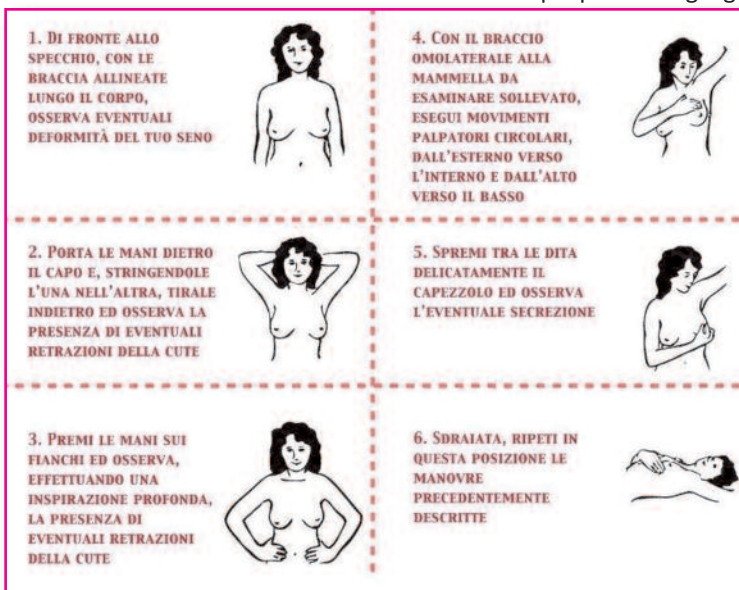 1. Di fronte allo
specchio, con le
braccia allineate
lungo il corpo,
osserva eventuali
deformità del tuo seno
2. Porta le mani dietro
il capo e, stringendole
l'una nell'altra, tirale
indietro ed osserva la
presenza di eventuali
retrazioni della cute
3. Premi le mani sui
fianchi ed osserva,
effettuando una
inspirazione profonda,
la presenza di
eventuali retrazioni
della cute
4. Con il braccio
omolaterale alla
mammella da
esaminare sollevato,
esegui movimenti
palpatori circolari,
dall'esterno verso
l'interno e dall'alto
verso il basso
5. Spremi tra le dita
delicatamente il
capezzolo ed osserva
l'eventuale secrezione
6. Sdraiata, ripeti in
questa posizione le
manovre
precedentemente
descritte